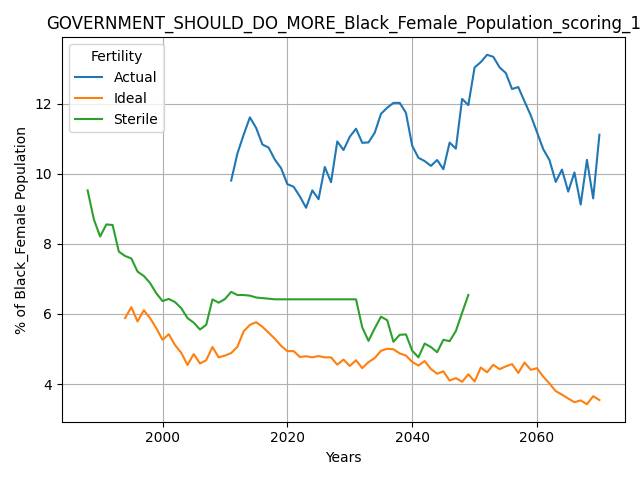 GOVERNMENT_SHOULD_DO_MORE_Black_Female_Population_scoring_1
Fertility
Actual
Ideal
Sterile
% of Black_Female Population
12
10
8
6
4
2000
2020
2040
2060
Years